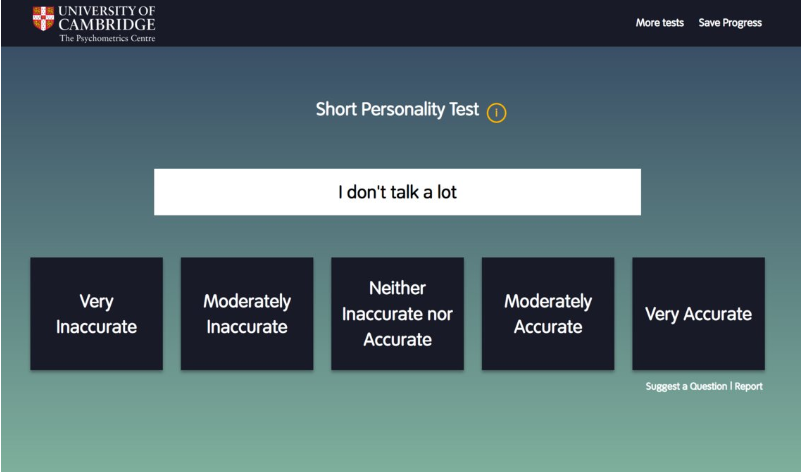 UNIVERSITY OF
CAMBRIDGE
The Psychometrics Centre
More tests Save Progress
Short Personality Test i
I don't talk a lot
Very
Inaccurate
Moderately
Inaccurate
Neither
Inaccurate nor
Accurate
Moderately
Accurate
Very Accurate
Suggest a Question | Report